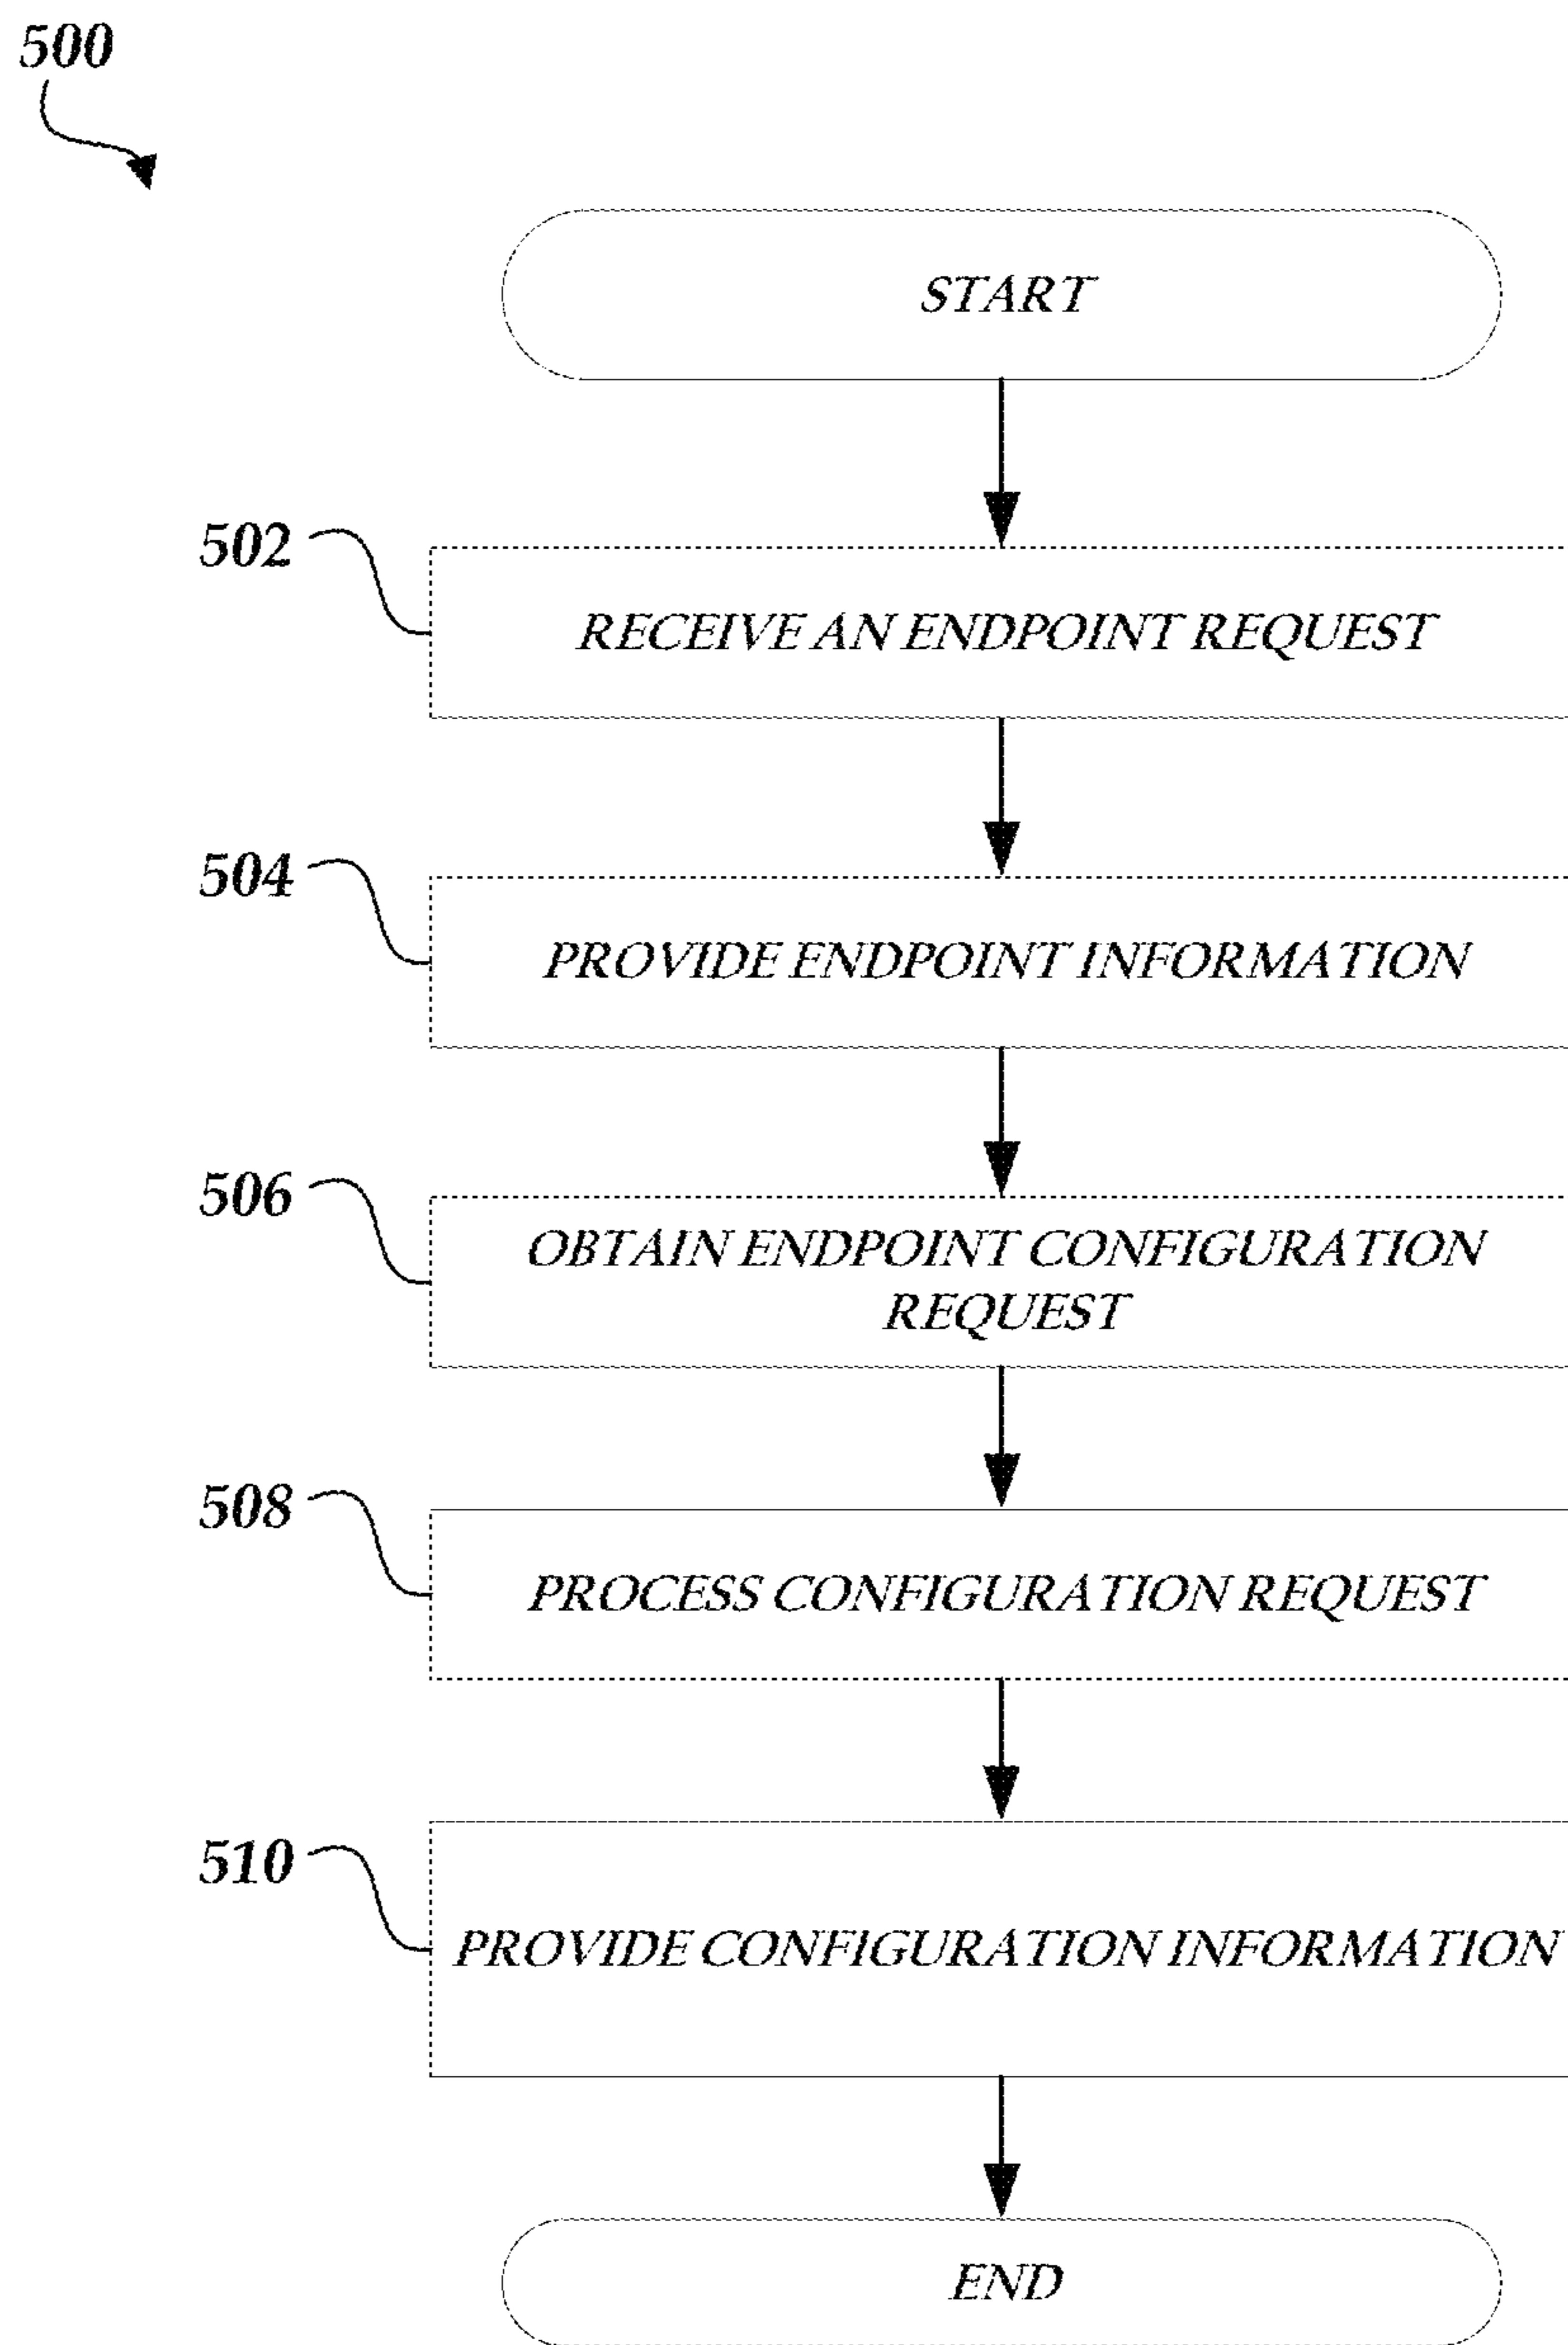 500
START
502
RECEIVE AN ENDPOINT REQUEST
504
PROVIDE ENDPOINT INFORMATION
506
OBTAIN ENDPOINT CONFIGURATION
REQUEST
508
PROCESS CONFIGURATION REQUEST
510
PROVIDE CONFIGURATION INFORMATION
END